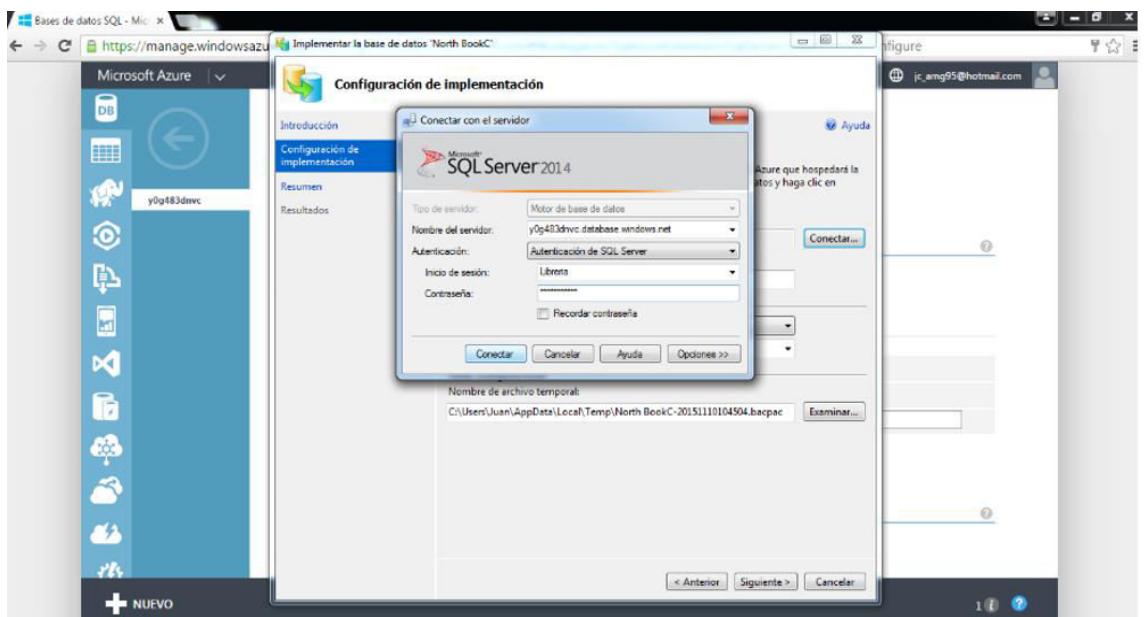 Bases de datos SQL - Mic
https://manage.windowsazu
nfigure
Microsoft Azure
jc_amg95@hotmail.com
DB
y0g483dnvc
NUEVO
1
Implementar la base de datos 'North BookC'
Configuración de implementación
Introducción
Configuración de
implementación
Resumen
Resultados
Ayuda
Azure que hospedará la
atos y haga clic en
Conectar...
Conectar con el servidor
Microsoft
SQL Server 2014
Tipo de servidor: Motor de base de datos
Nombre del servidor: y0g483dnvc.database.windows.net
Autenticación: Autenticación de SQL Server
Inicio de sesión: Libreria
Contraseña: ************
Recordar contraseña
Conectar Cancelar Ayuda Opciones >>
Nombre de archivo temporal:
C:\Users\Juan\AppData\Local\Temp\North BookC-20151110104504.bacpac Examinar...
< Anterior Siguiente > Cancelar